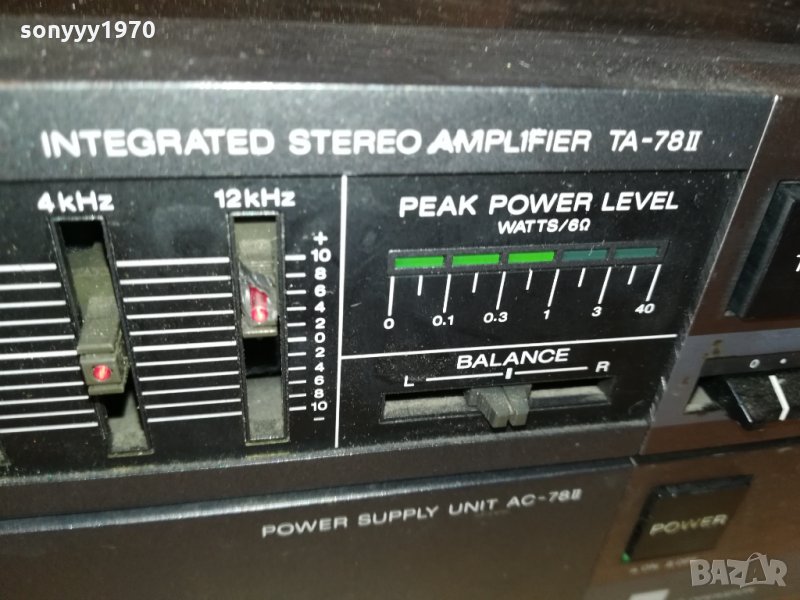 sonyyy1970
INTEGRATED STEREO AMPLIFIER TA-78II
4kHz 12kHz
PEAK POWER LEVEL
WATTS/6Ω
+
10
8
6
4
2
0
2
4
6
8
10
−
0 0.1 0.3 1 3 40
BALANCE
L R
POWER SUPPLY UNIT AC-78II
POWER
BAZAR